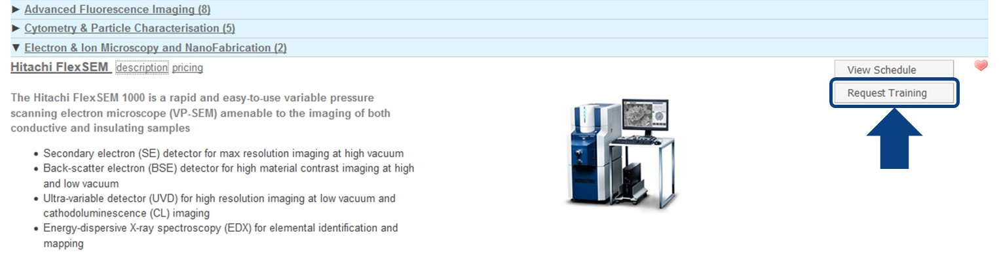 ► Advanced Fluorescence Imaging (8)
► Cytometry & Particle Characterisation (5)
▼ Electron & Ion Microscopy and NanoFabrication (2)
Hitachi FlexSEM description pricing
View Schedule
Request Training
The Hitachi FlexSEM 1000 is a rapid and easy-to-use variable pressure
scanning electron microscope (VP-SEM) amenable to the imaging of both
conductive and insulating samples
• Secondary electron (SE) detector for max resolution imaging at high vacuum
• Back-scatter electron (BSE) detector for high material contrast imaging at high
and low vacuum
• Ultra-variable detector (UVD) for high resolution imaging at low vacuum and
cathodoluminescence (CL) imaging
• Energy-dispersive X-ray spectroscopy (EDX) for elemental identification and
mapping